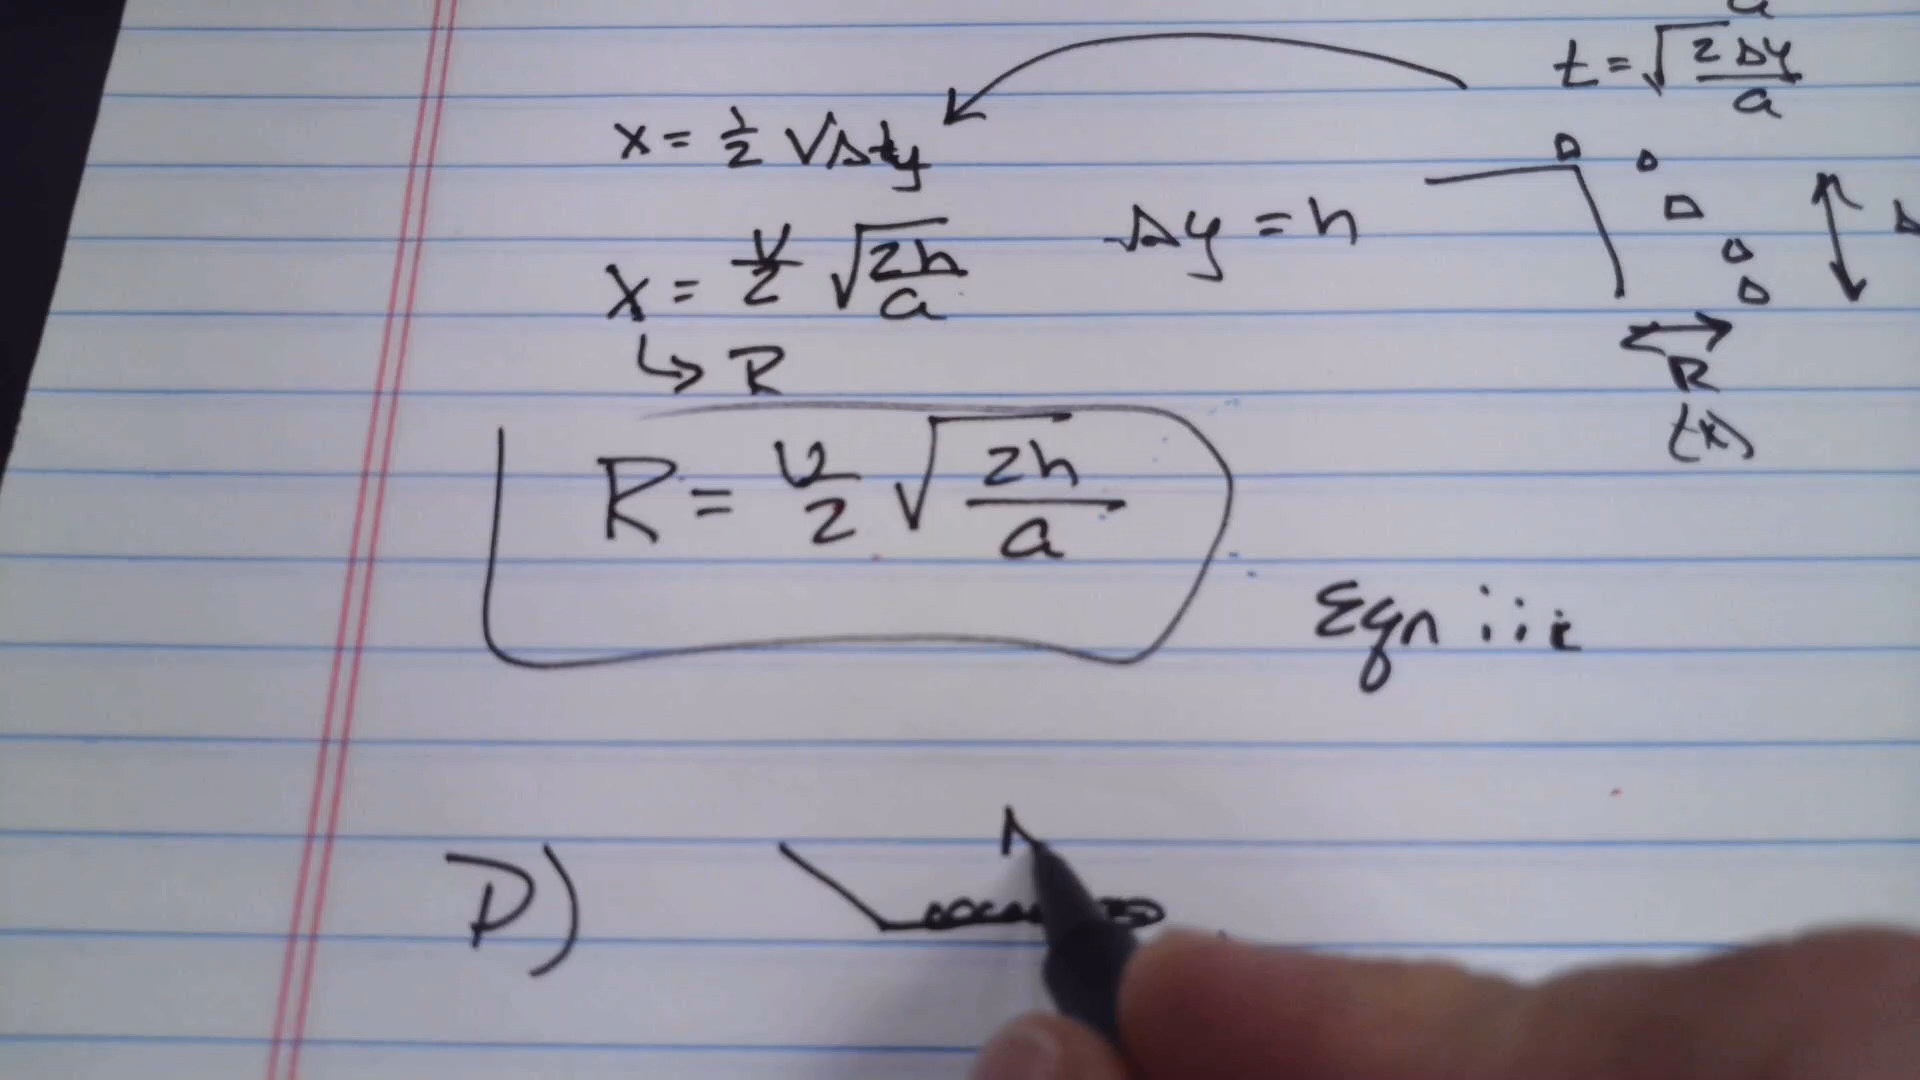 t = √(2Δy/a)
x = 1/2 VΔty
Δy = h
x = V/2 √(2h/a)
↳ R
R
(x)
R = V/2 √(2h/a)
Eqn iii
D)